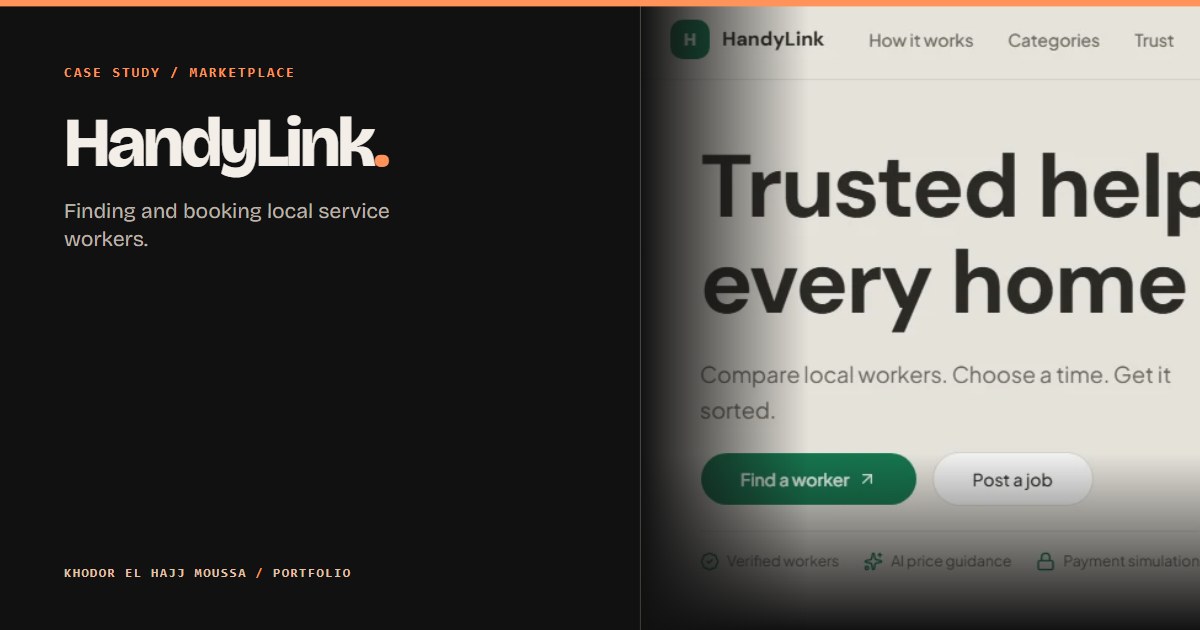 CASE STUDY / MARKETPLACE
HandyLink.
Finding and booking local service
workers.
KHODOR EL HAJJ MOUSSA / PORTFOLIO
H HandyLink How it works Categories Trust
Trusted help
every home
Compare local workers. Choose a time. Get it
sorted.
Find a worker Post a job
Verified workers AI price guidance Payment simulation